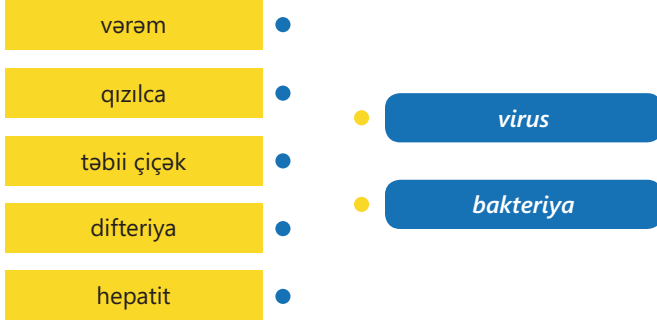 vərəm
qızılca
təbii çiçək
difteriya
hepatit
virus
bakteriya